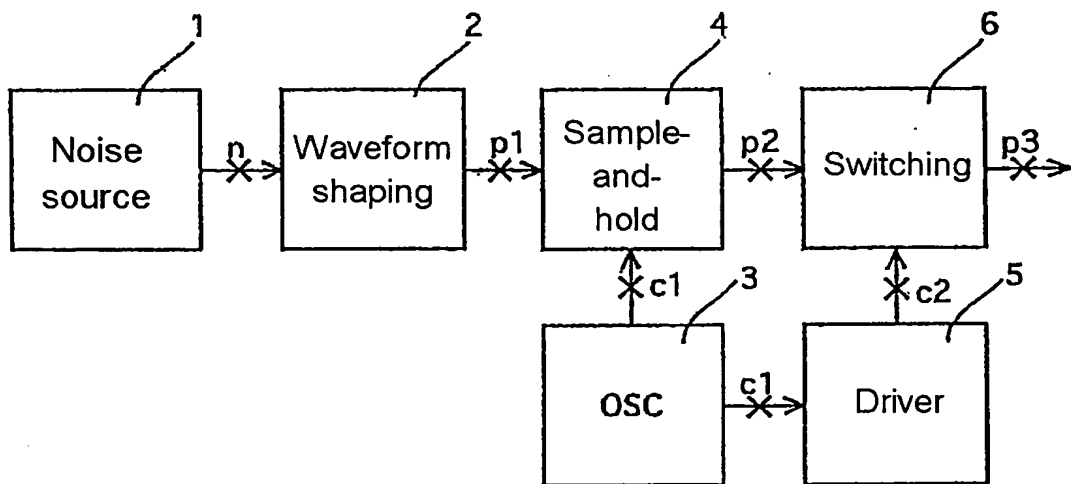 1
2
4
6
Noise
source
n
Waveform
shaping
p1
Sample-
and-
hold
p2
Switching
p3
c1
3
c2
5
OSC
c1
Driver